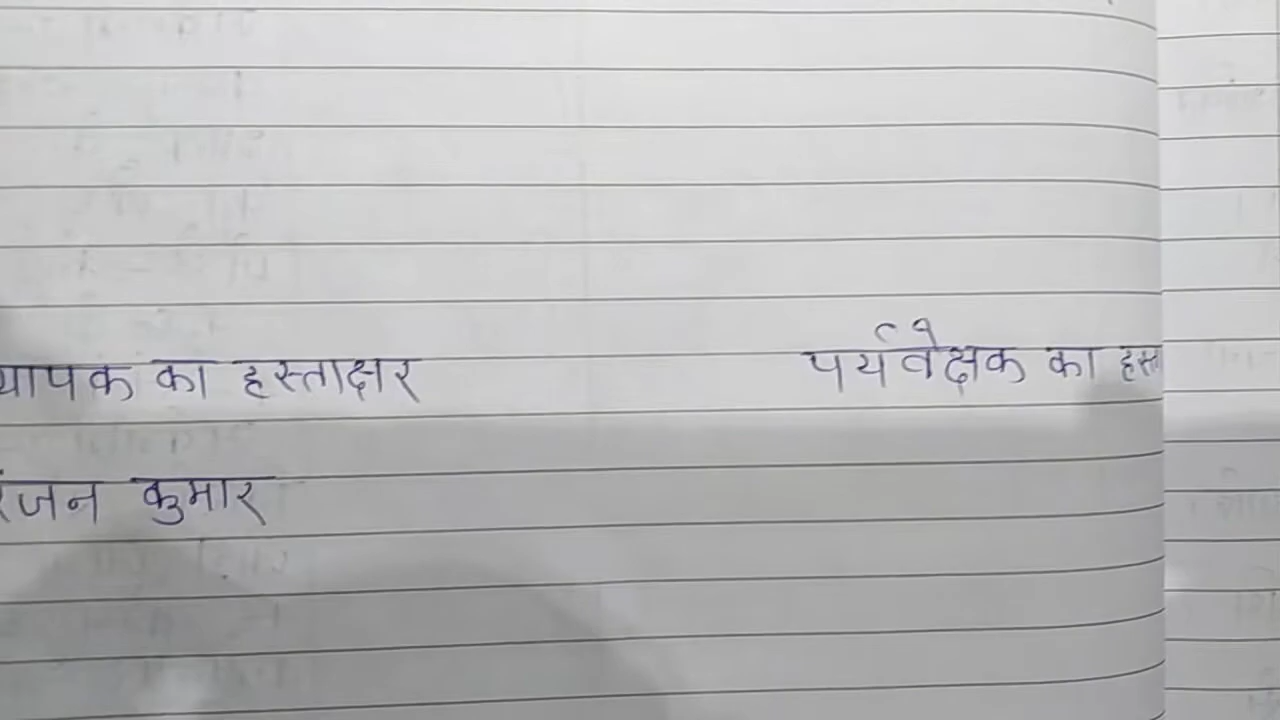 यापक का हस्ताक्षर पर्यवेक्षक का हस्त
रंजन कुमार